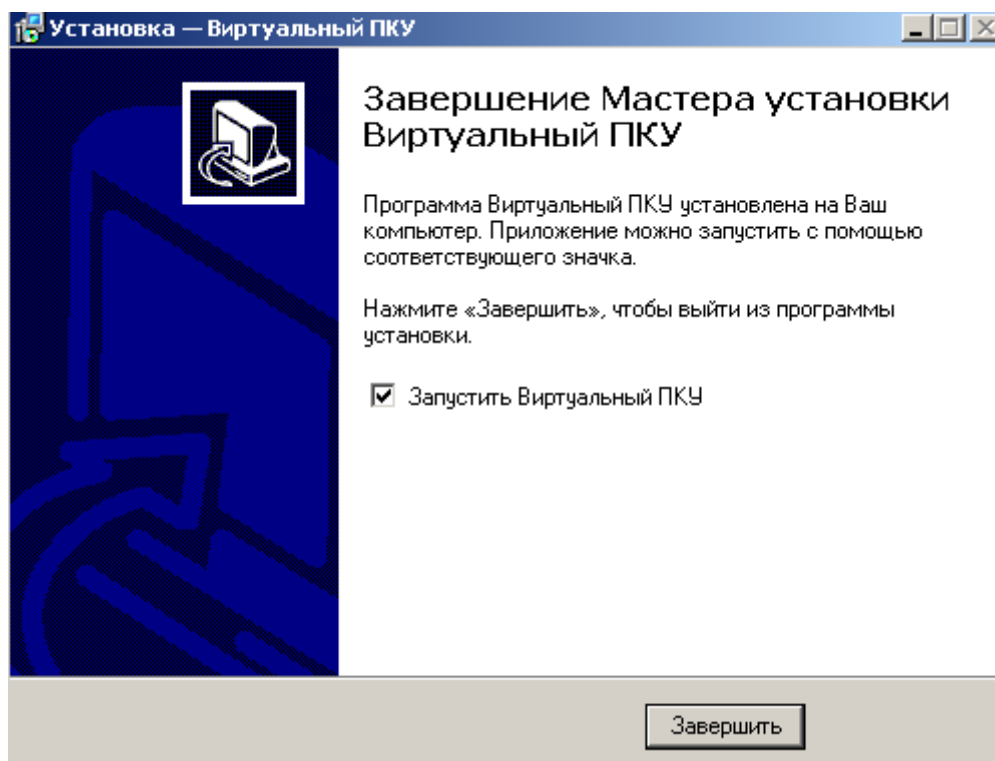 Установка — Виртуальный ПКУ
Завершение Мастера установки
Виртуальный ПКУ
Программа Виртуальный ПКУ установлена на Ваш
компьютер. Приложение можно запустить с помощью
соответствующего значка.
Нажмите «Завершить», чтобы выйти из программы
установки.
Запустить Виртуальный ПКУ
Завершить